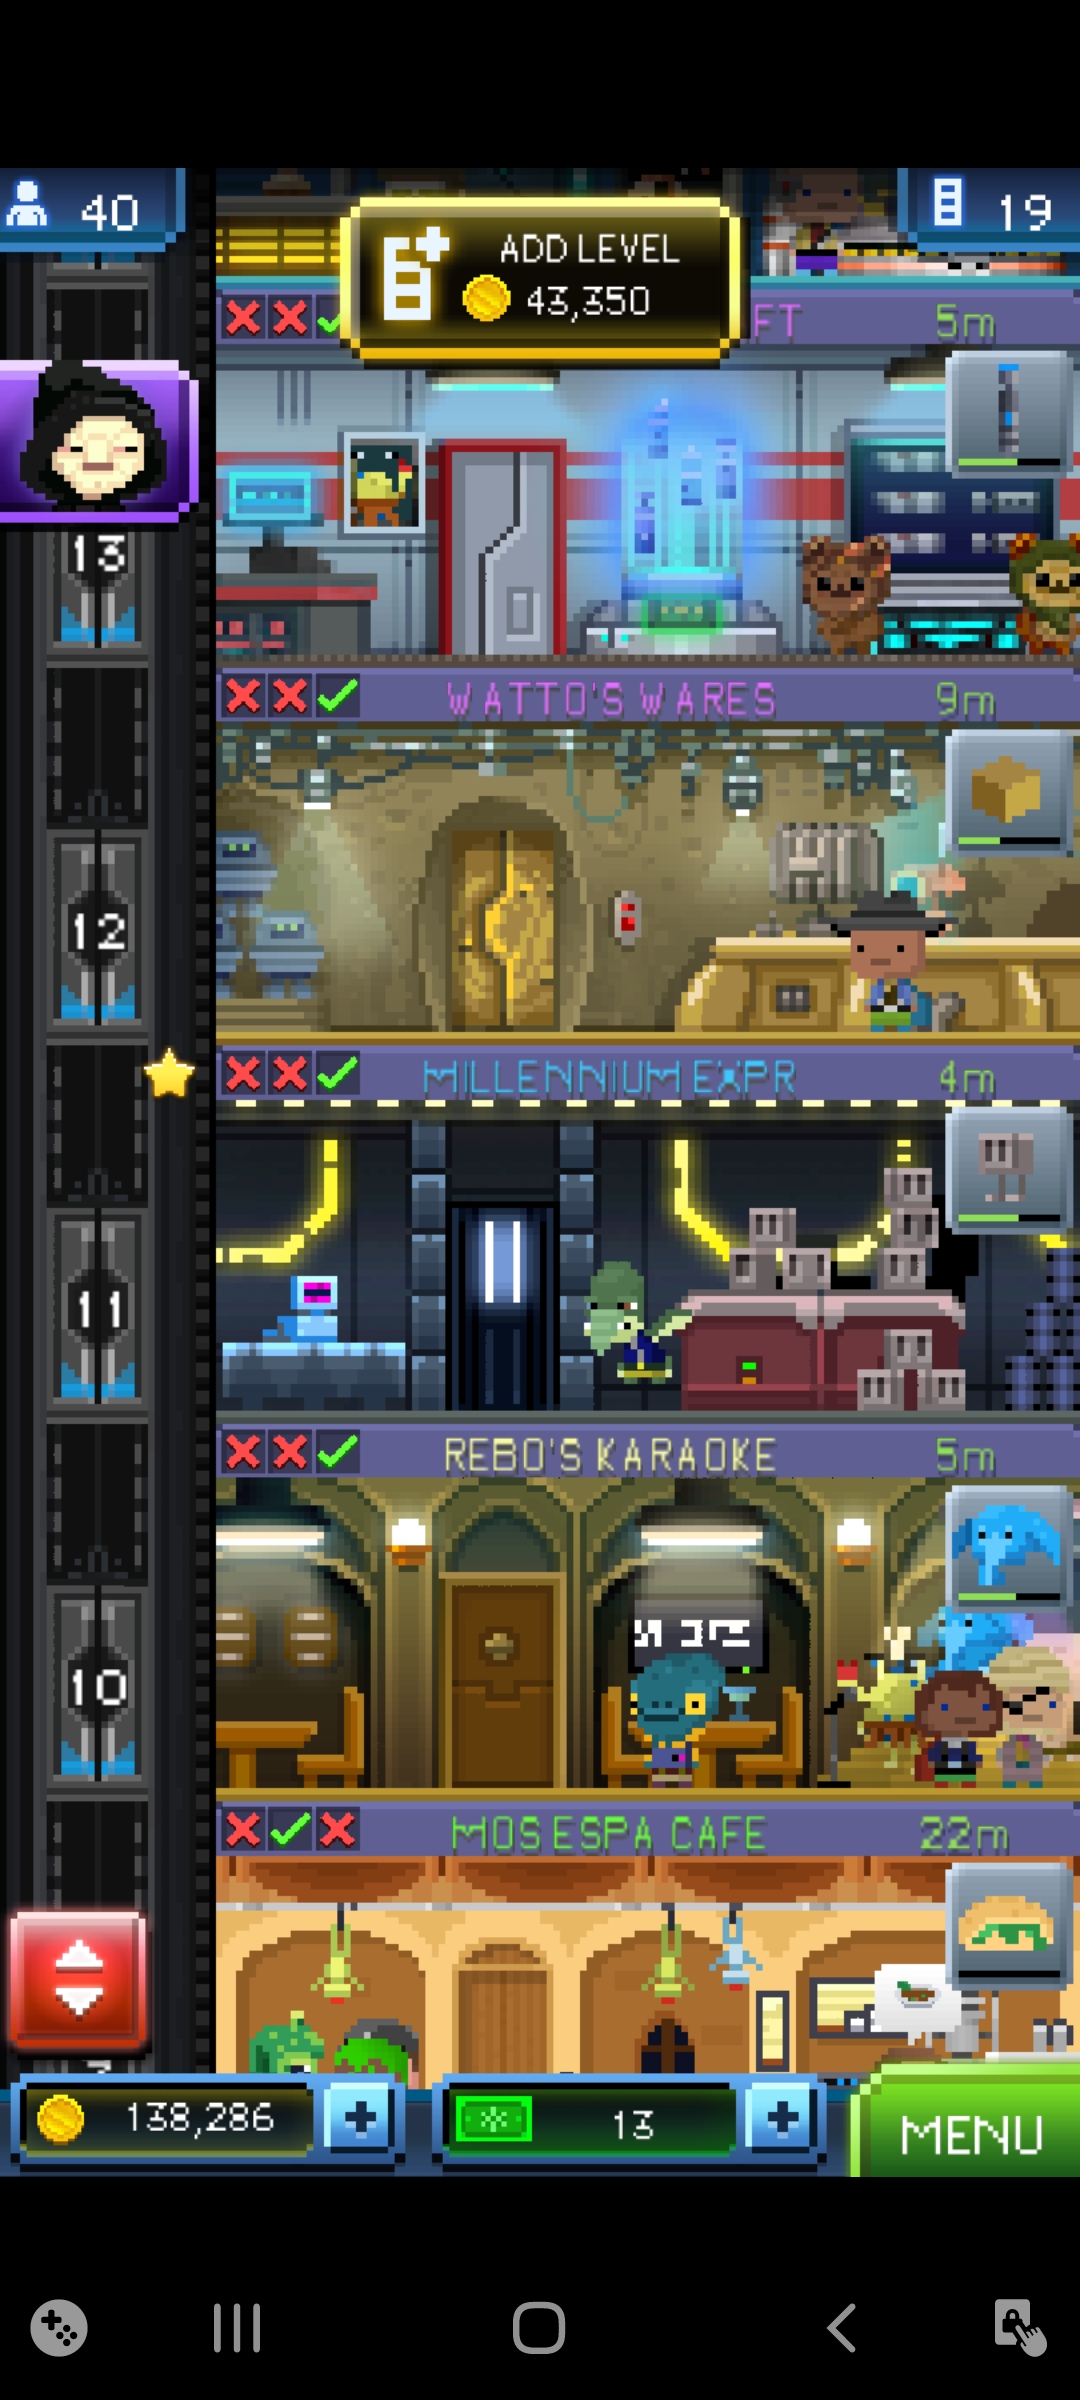 40
19
ADD LEVEL
43,350
FT
5m
13
WATTO'S WARES
9m
12
MILLENNIUM EXPR
4m
11
REBO'S KARAOKE
5m
10
MOS ESPA CAFE
22m
138,286
13
MENU